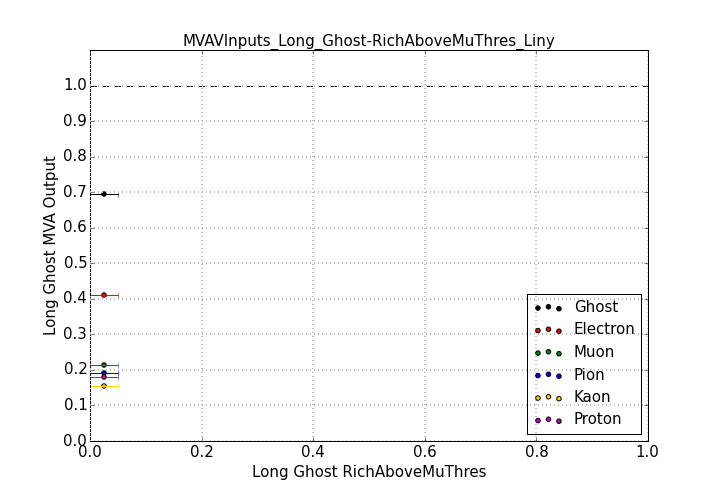 MVAVInputs_Long_Ghost-RichAboveMuThres_Liny
Long Ghost MVA Output
1.0
0.9
0.8
0.7
0.6
0.5
0.4
0.3
0.2
0.1
0.0
Ghost
Electron
Muon
Pion
Kaon
Proton
0.0 0.2 0.4 0.6 0.8 1.0
Long Ghost RichAboveMuThres